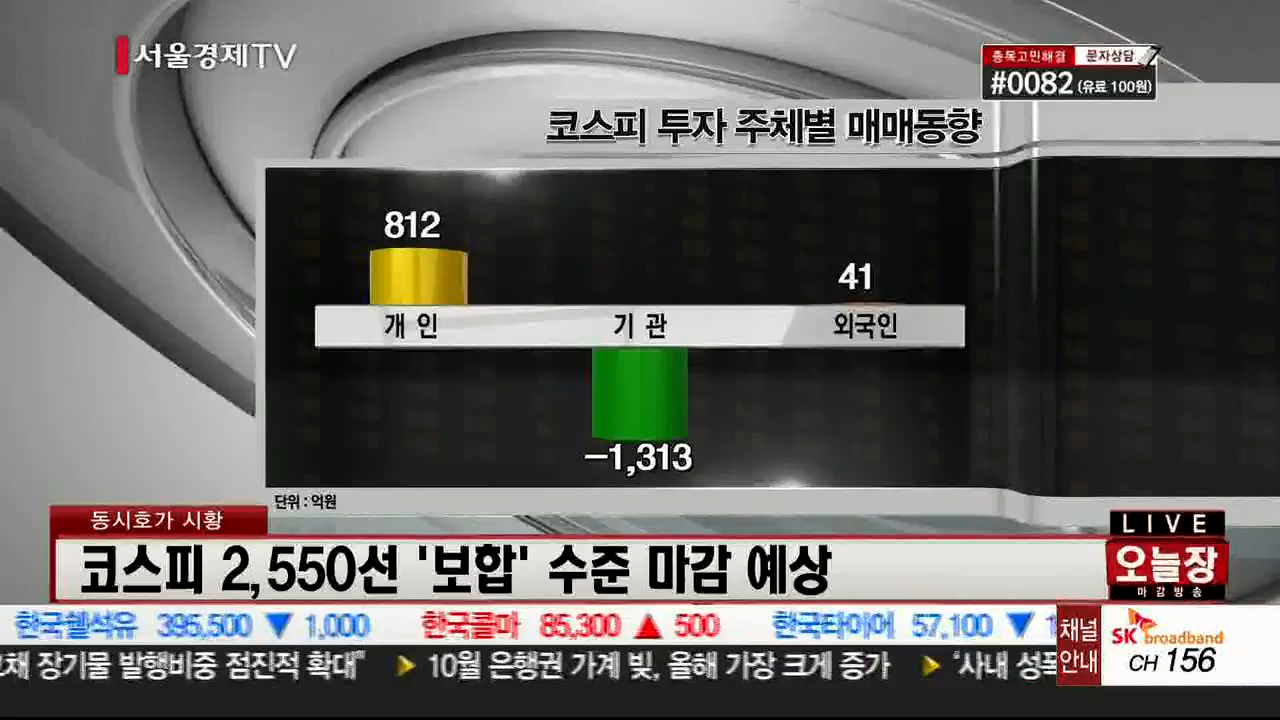 서울경제TV
종목고민해결 문자상담
#0082 (유료 100원)
코스피 투자 주체별 매매동향
812
41
개인 기관 외국인
-1,313
단위 : 억원
동시호가 시황
코스피 2,550선 '보합' 수준 마감 예상
LIVE
오늘장
마감방송
한국쉘석유 396,500 ▼ 1,000 한국콜마 85,300 ▲ 500 한국타이어 57,100 ▼
채 장기물 발행비중 점진적 확대" ▶ 10월 은행권 가계 빚, 올해 가장 크게 증가 ▶ '사내
채널
안내
SK broadband
CH 156